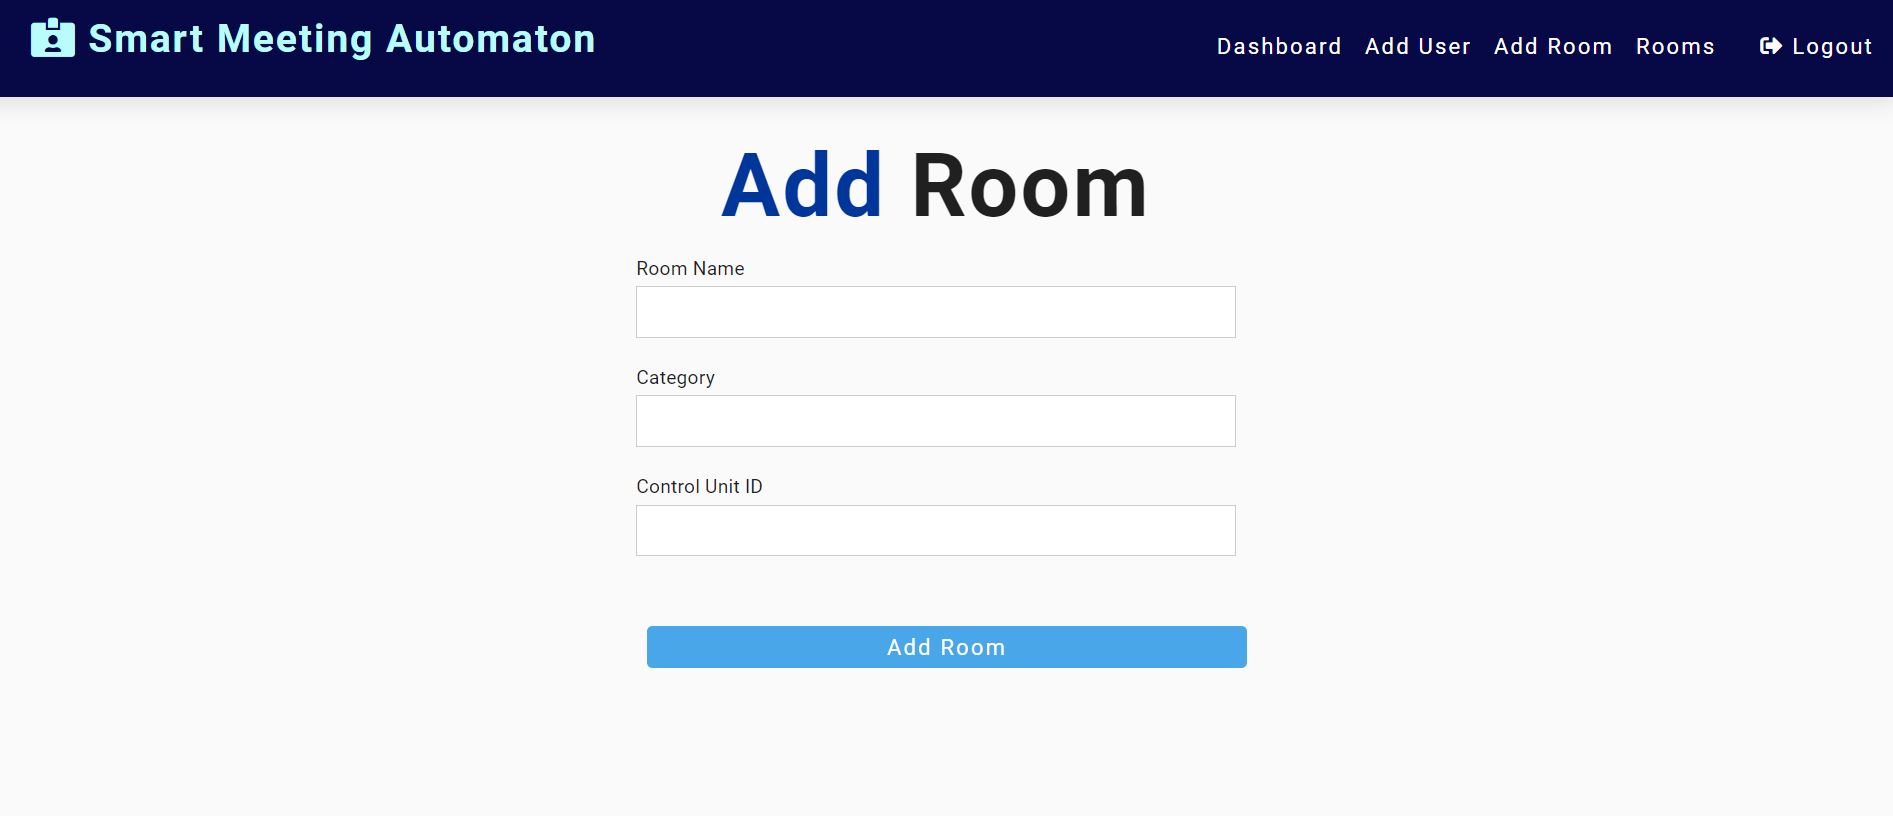 Smart Meeting Automaton
Dashboard Add User Add Room Rooms Logout
Add Room
Room Name
Category
Control Unit ID
Add Room